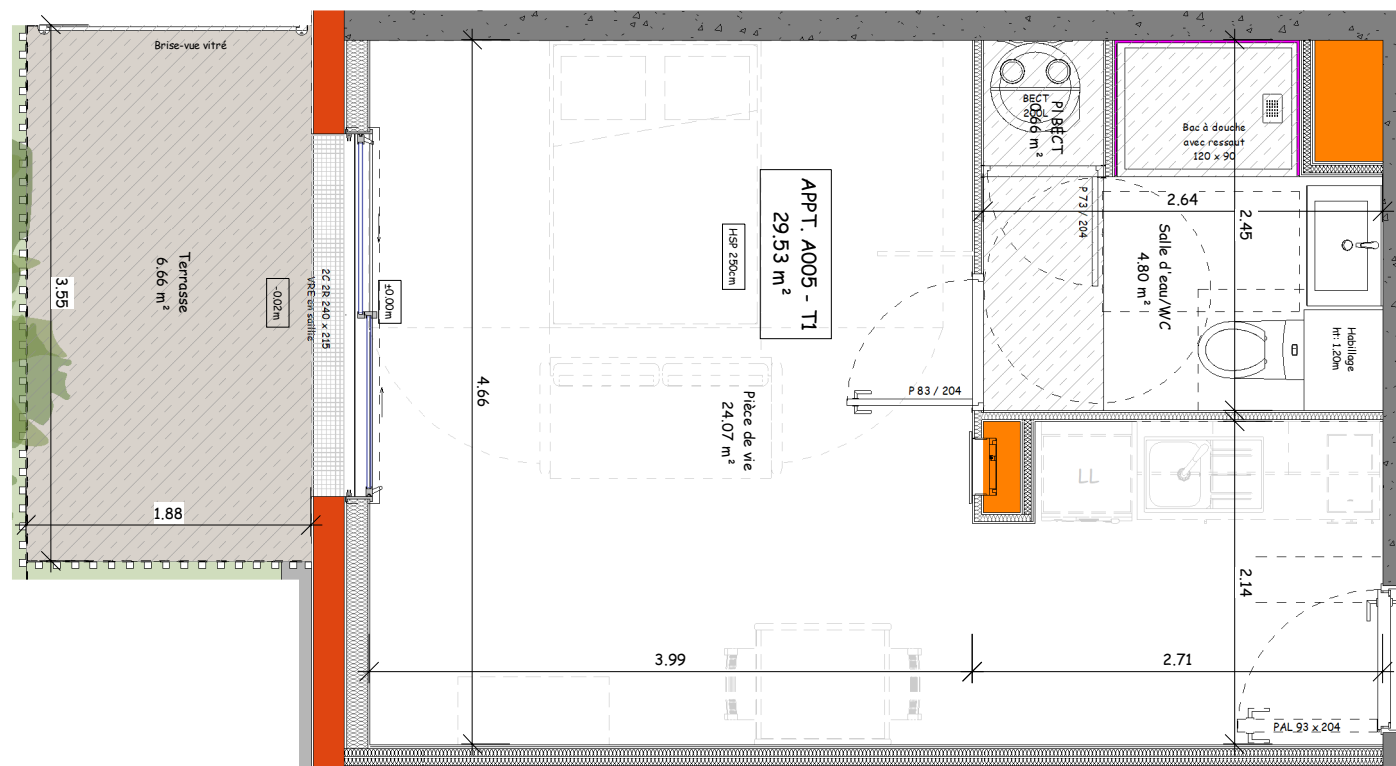 Brise-vue vitré
Terrasse
6.66 m²
3.55
1.88
-0.02m
2C 2R 240 x 215
VRE en saillie
±0.00m
4.66
APPT. A005 - T1
29.53 m²
HSP 250cm
Pièce de vie
24.07 m²
P 83 / 204
BECT
200L
PI BECT
0.66 m²
Bac à douche
avec ressaut
120 x 90
P 73 / 204
2.64
2.45
Salle d'eau/WC
4.80 m²
Habillage
ht: 1.20m
LL
2.14
3.99
2.71
PAL 93 x 204